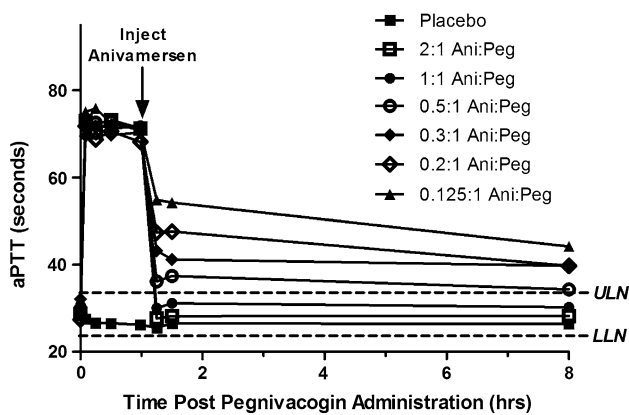 Inject
Anivamersen
Placebo
2:1 Ani:Peg
1:1 Ani:Peg
0.5:1 Ani:Peg
0.3:1 Ani:Peg
0.2:1 Ani:Peg
0.125:1 Ani:Peg
aPTT (seconds)
80
60
40
20
ULN
LLN
0
2
4
6
8
Time Post Pegnivacogin Administration (hrs)